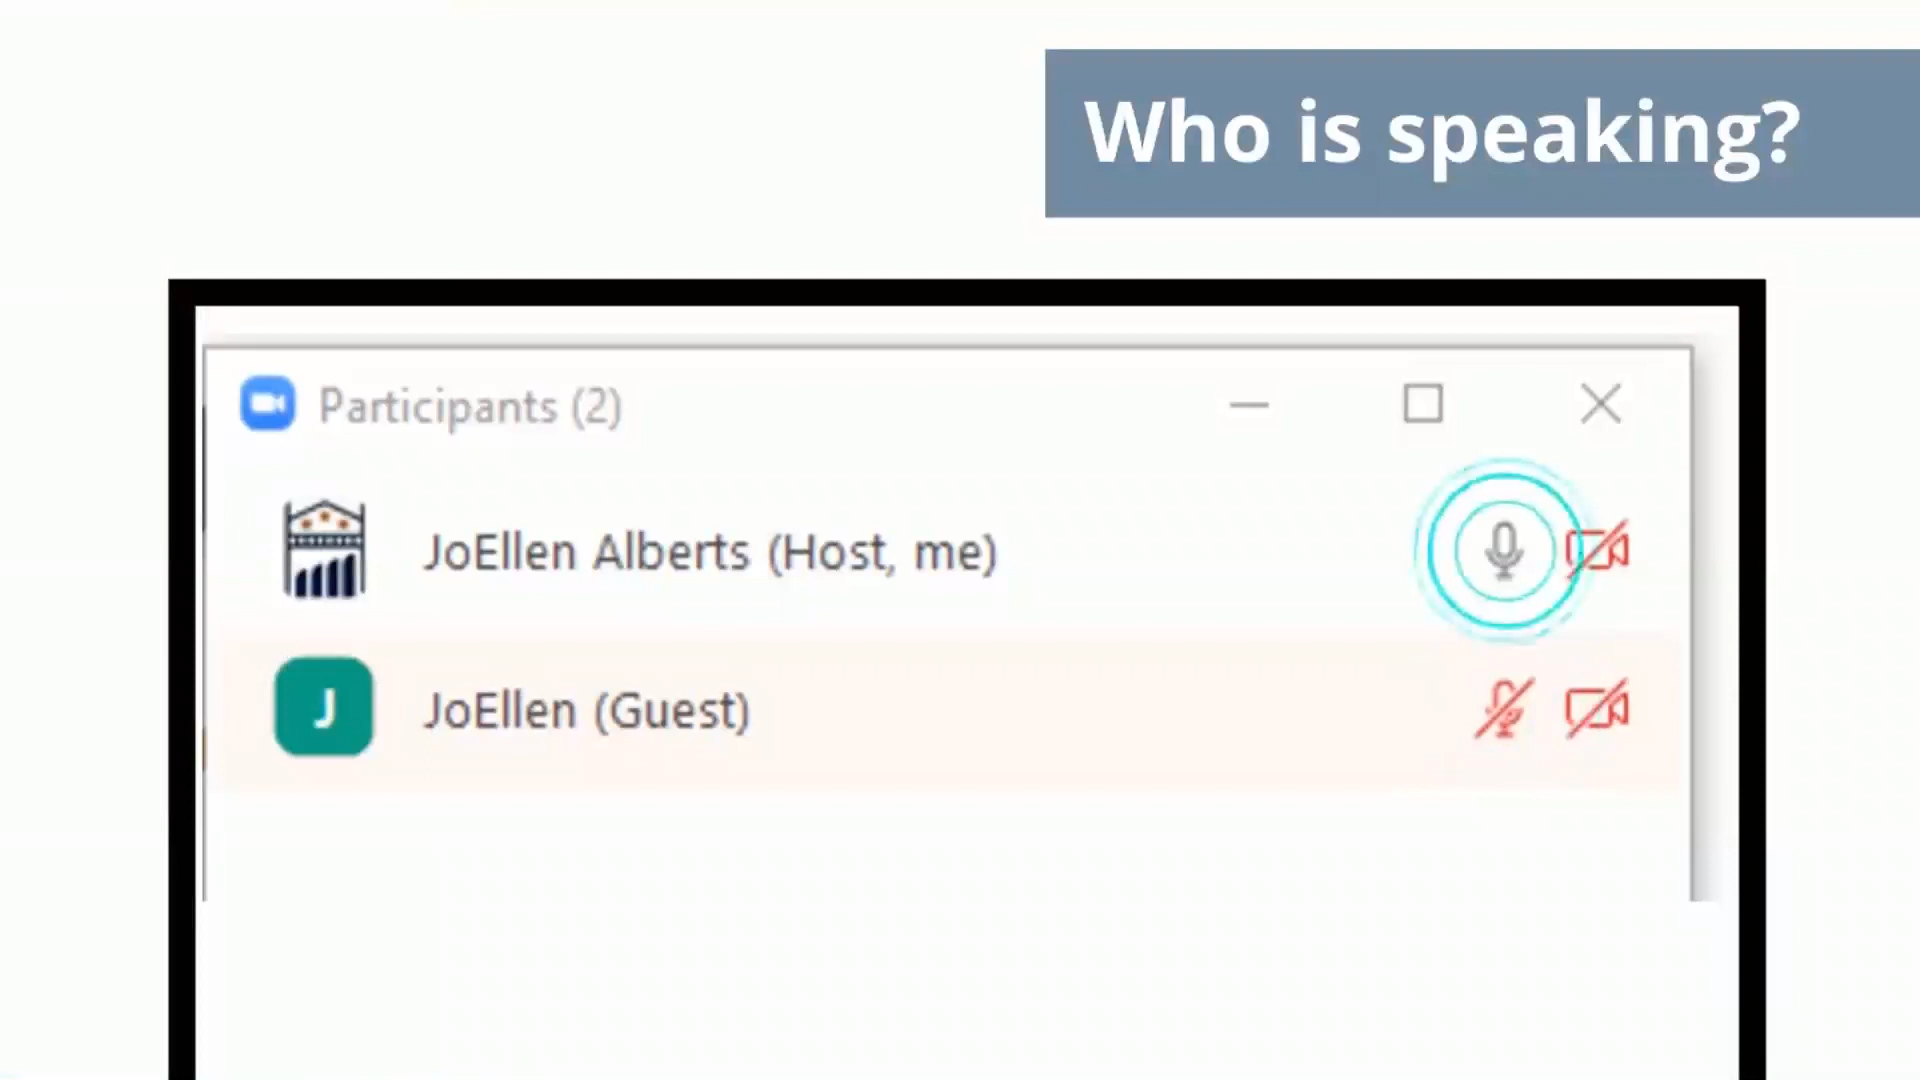 Who is speaking?
Participants (2)
JoEllen Alberts (Host, me)
J
JoEllen (Guest)